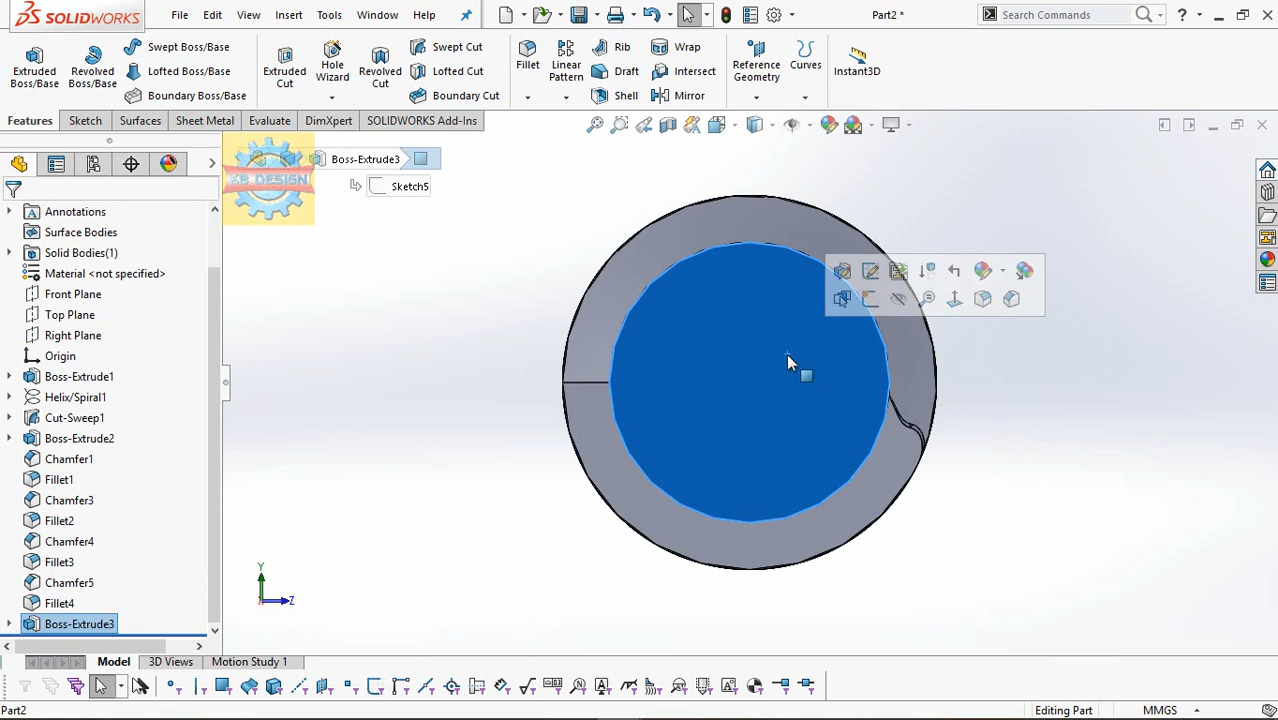 SOLIDWORKS
File Edit View Insert Tools Window Help
Part2 *
Search Commands
?
Extruded Boss/Base
Revolved Boss/Base
Swept Boss/Base
Lofted Boss/Base
Boundary Boss/Base
Extruded Cut
Hole Wizard
Revolved Cut
Swept Cut
Lofted Cut
Boundary Cut
Fillet
Linear Pattern
Rib
Draft
Shell
Wrap
Intersect
Mirror
Reference Geometry
Curves
Instant3D
Features Sketch Surfaces Sheet Metal Evaluate DimXpert SOLIDWORKS Add-Ins
KB DESIGN
Boss-Extrude3
Sketch5
Annotations
Surface Bodies
Solid Bodies(1)
Material <not specified>
Front Plane
Top Plane
Right Plane
Origin
Boss-Extrude1
Helix/Spiral1
Cut-Sweep1
Boss-Extrude2
Chamfer1
Fillet1
Chamfer3
Fillet2
Chamfer4
Fillet3
Chamfer5
Fillet4
Boss-Extrude3
Y
Z
Model 3D Views Motion Study 1
Part2
Editing Part
MMGS